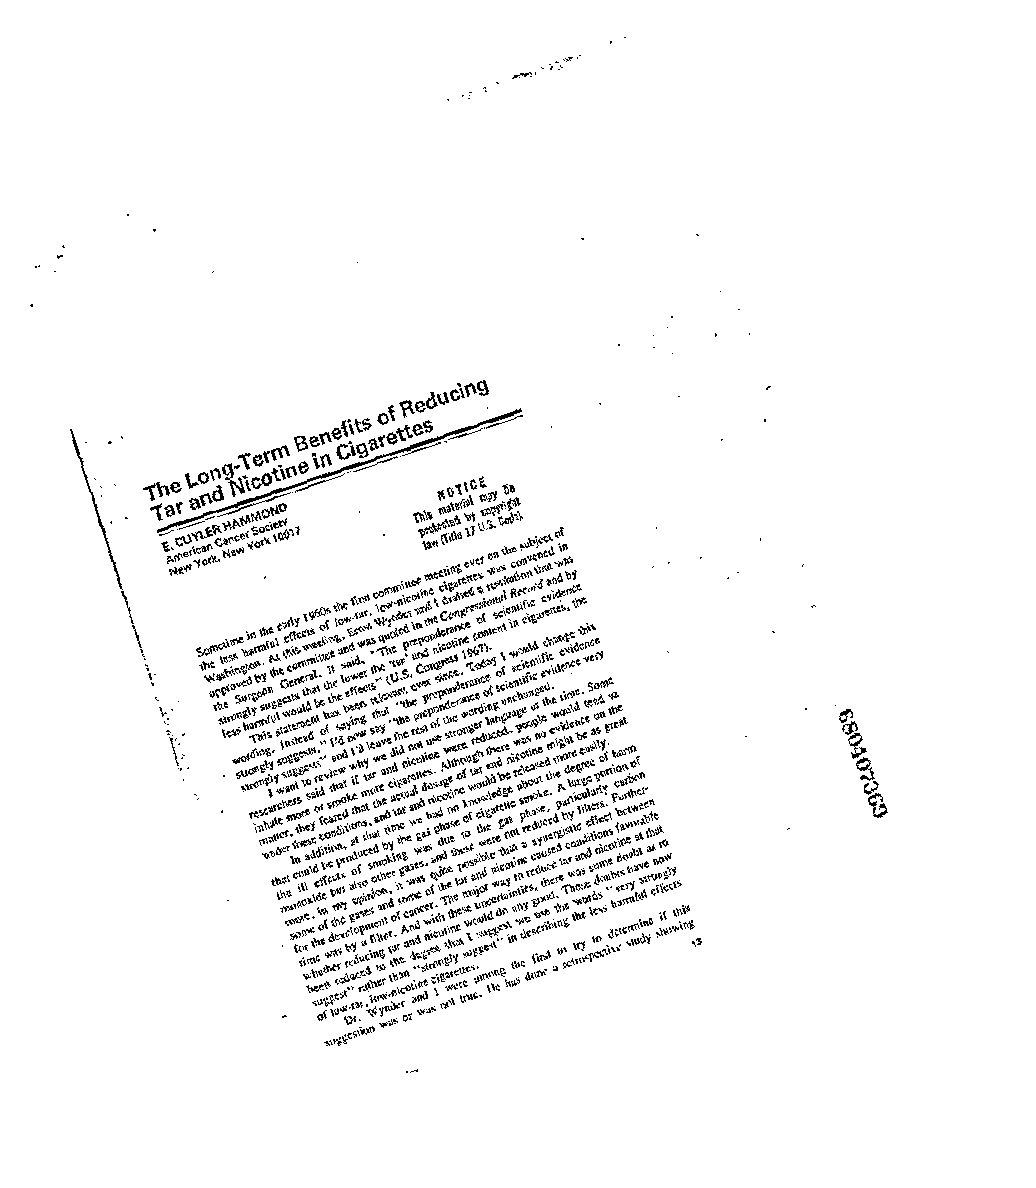 The Long-Term Benefits of Reducing
Tar and Nicotine in Cigarettes
E. CUYLER HAMMOND
American Cancer Society
New York, New York 10017
NOTICE
This material may be
protected by copyright
law (Title 17 U.S. Code).
Sometime in the early 1960s the first committee meeting ever on the subject of
the less harmful effects of low-tar, low-nicotine cigarettes was convened in
Washington. At this meeting, Ernst Wynder and I drafted a resolution that was
approved by the committee and was quoted in the Congressional Record and by
the Surgeon General. It said, "The preponderance of scientific evidence
strongly suggests that the lower the 'tar' and nicotine content in cigarettes, the
less harmful would be the effects" (U.S. Congress 1967).
This statement has been relevant ever since. Today I would change this
wording. Instead of saying that "the preponderance of scientific evidence
strongly suggests," I'd now say "the preponderance of scientific evidence very
strongly suggests" and I'd leave the rest of the wording unchanged.
I want to review why we did not use stronger language at the time. Some
researchers said that if tar and nicotine were reduced, people would tend to
inhale more or smoke more cigarettes. Although there was no evidence on the
matter, they feared that the actual dosage of tar and nicotine might be as great
under these conditions, and tar and nicotine would be released more easily.
In addition, at that time we had no knowledge about the degree of harm
that could be produced by the gas phase of cigarette smoke. A large portion of
the ill effects of smoking was due to the gas phase, particularly carbon
monoxide but also other gases, and these were not reduced by filters. Further-
more, in my opinion, it was quite possible that a synergistic effect between
some of the gases and some of the tar and nicotine caused conditions favorable
for the development of cancer. The major way to reduce tar and nicotine at that
time was by a filter. And with these uncertainties, there was some doubt as to
whether reducing tar and nicotine would do any good. These doubts have now
been reduced to the degree that I suggest we use the words "very strongly
suggest" rather than "strongly suggest" in describing the less harmful effects
of low-tar, low-nicotine cigarettes.
Dr. Wynder and I were among the first to try to determine if this
suggestion was or was not true. He has done a retrospective study showing
13
680407369